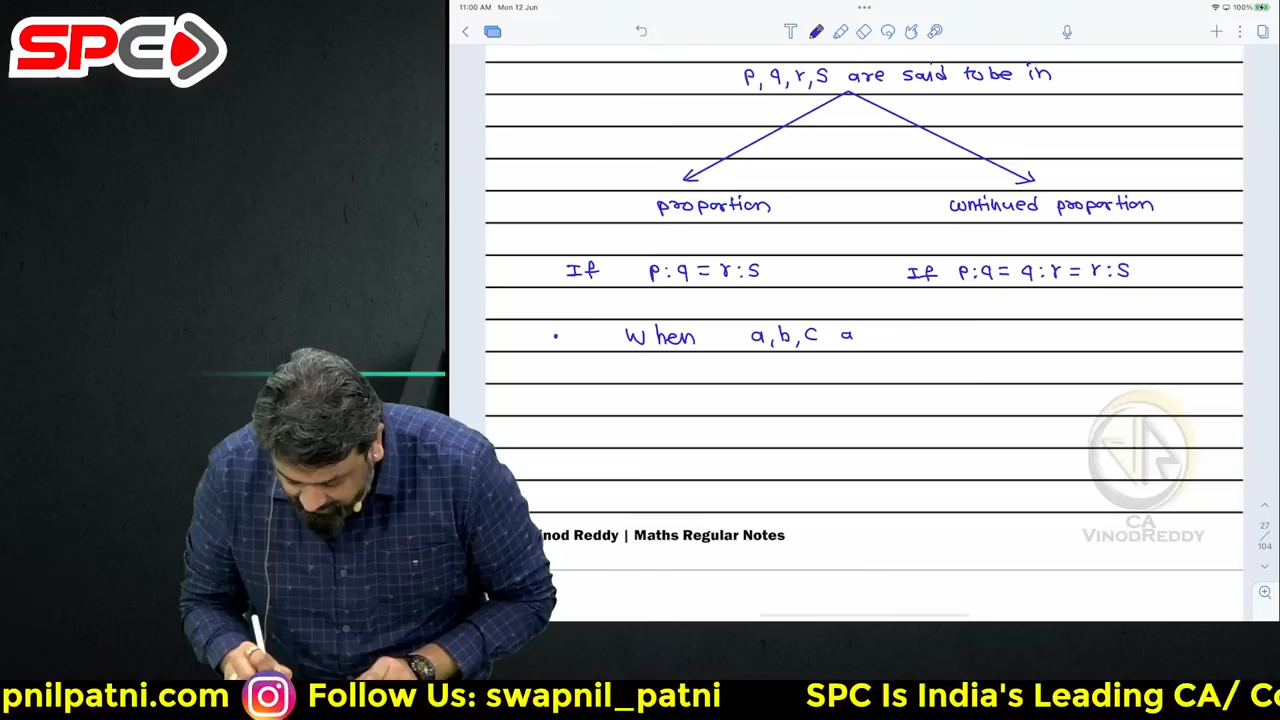 11:00 AM Mon 12 Jun
100%
SPC
p, q, r, s are said to be in
proportion continued proportion
If p : q = r : s If p : q = q : r = r : s
• When a, b, c a
CA
VINODREDDY
27
/
104
inod Reddy | Maths Regular Notes
pnilpatni.com Follow Us: swapnil_patni SPC Is India's Leading CA/ Co